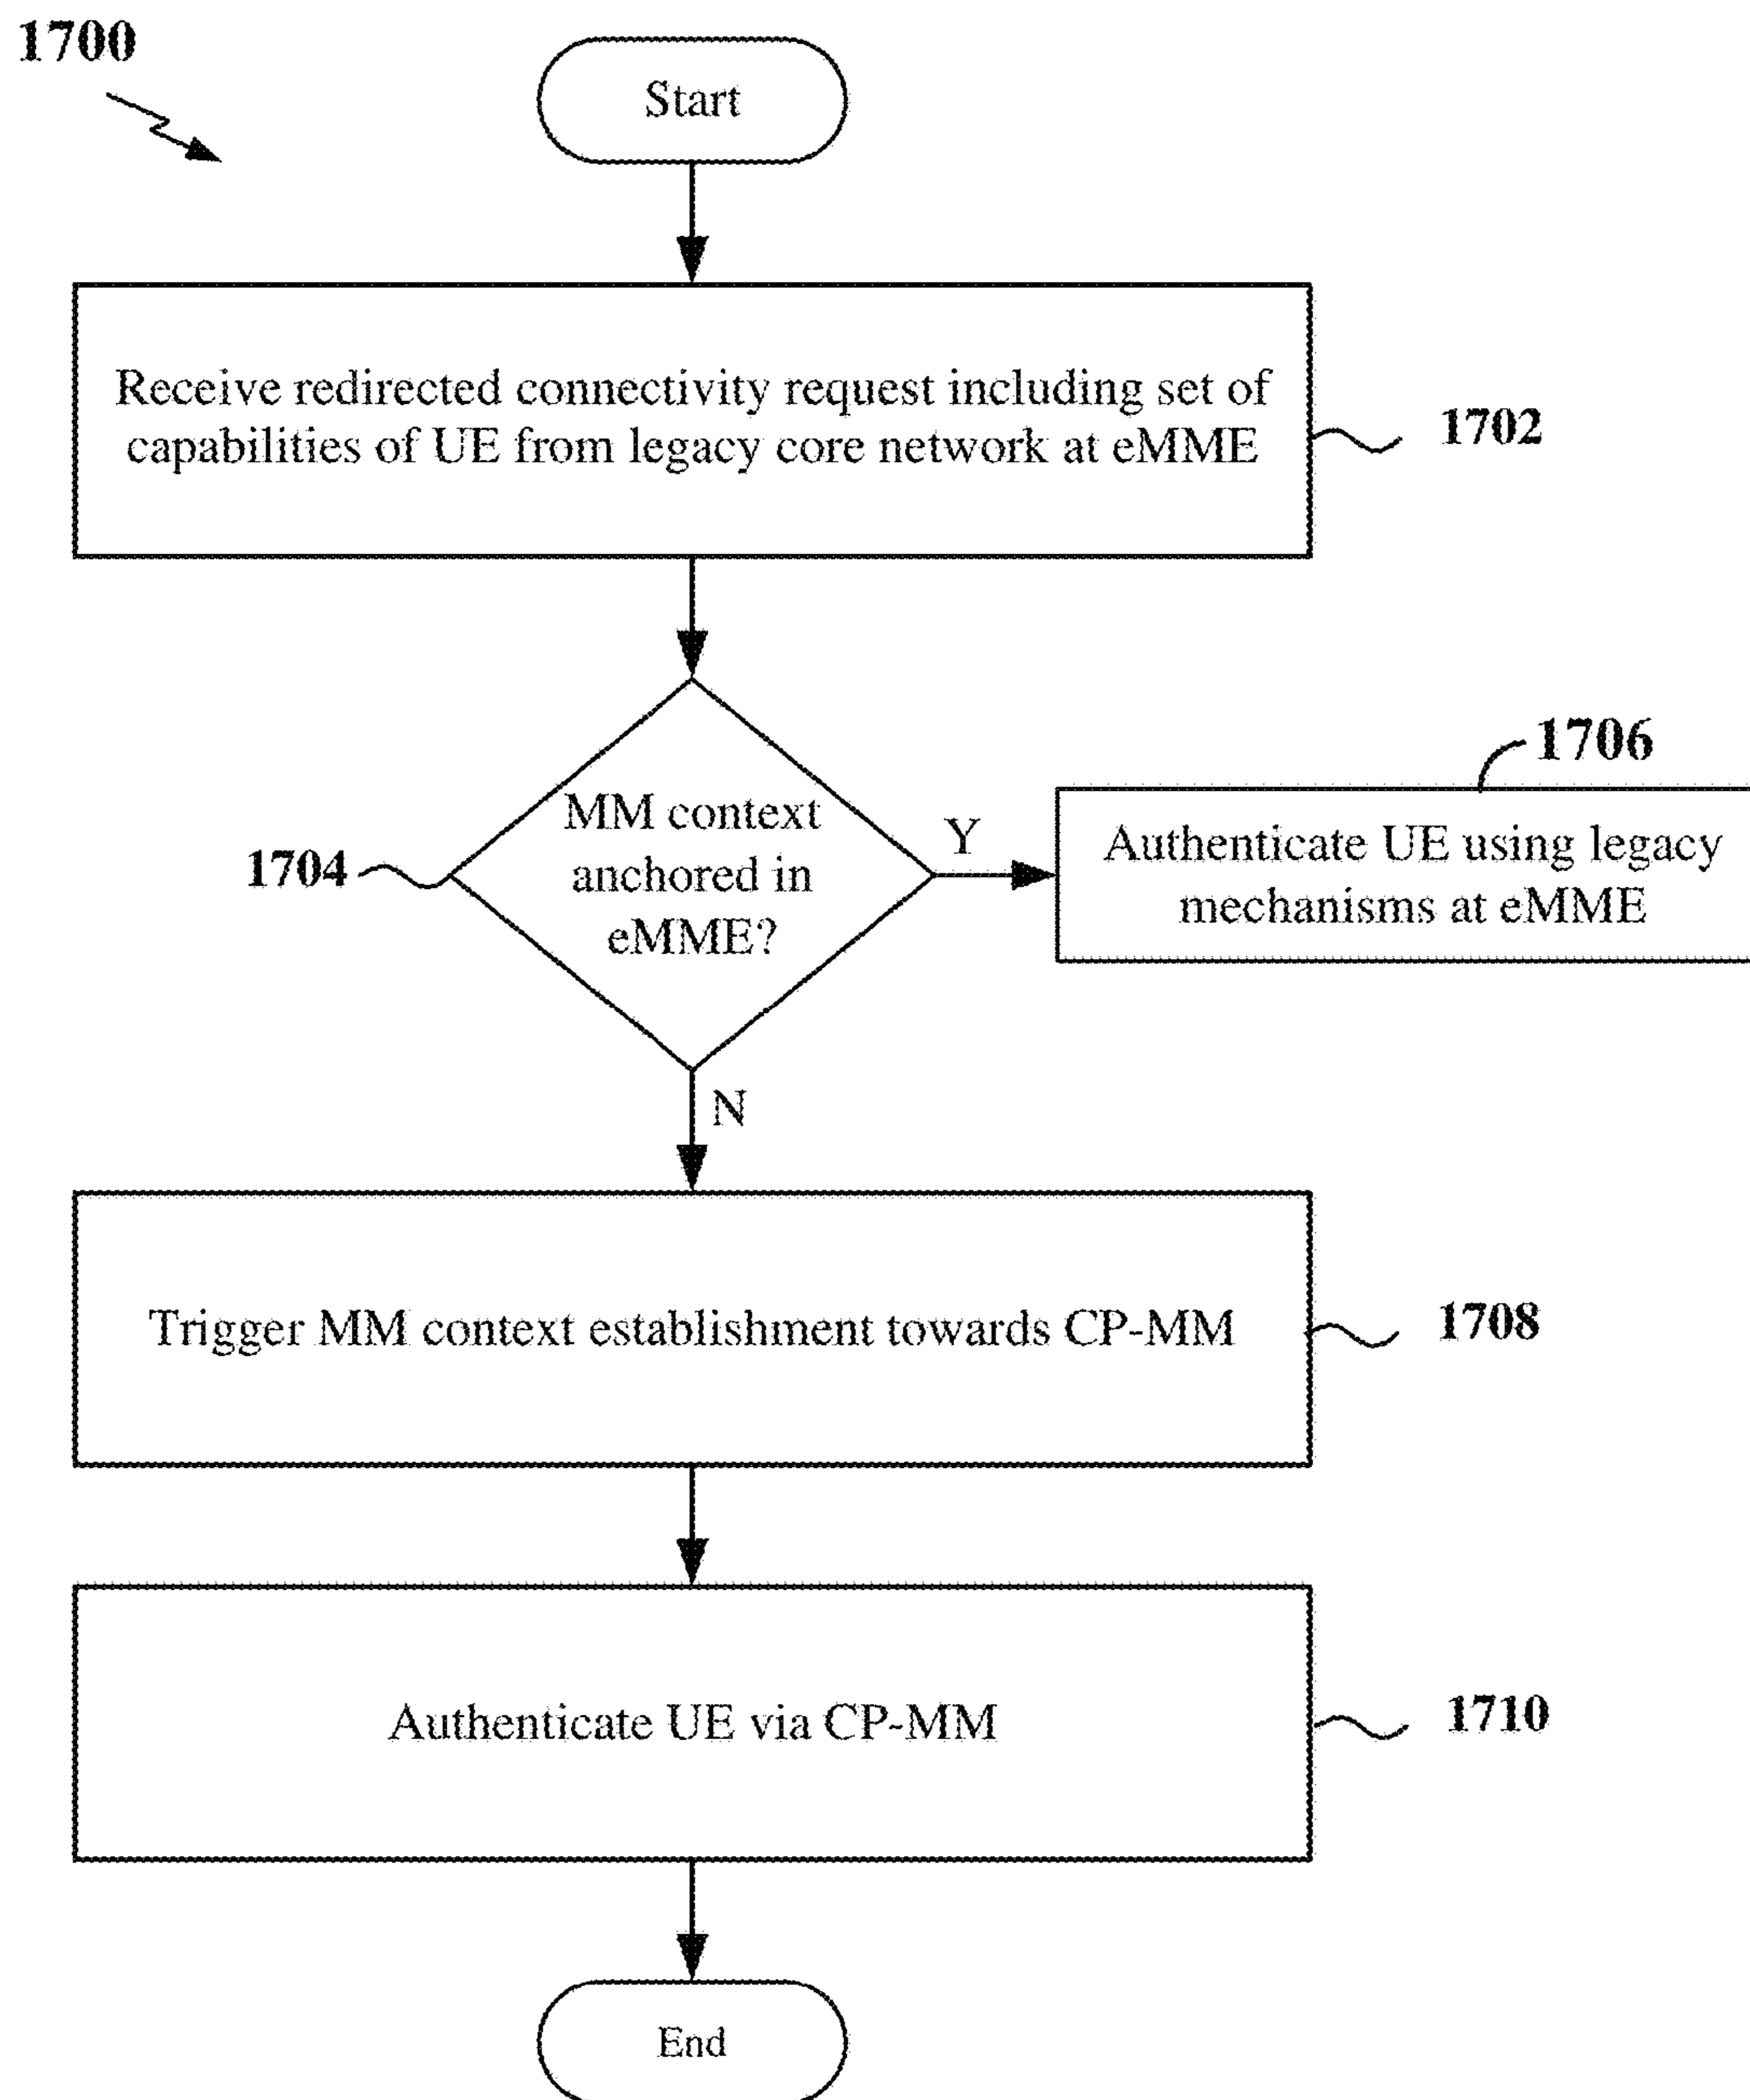 1700
Start
Receive redirected connectivity request including set of
capabilities of UE from legacy core network at eMME
1702
MM context
anchored in
eMME?
1704
Y
1706
Authenticate UE using legacy
mechanisms at eMME
N
Trigger MM context establishment towards CP-MM
1708
Authenticate UE via CP-MM
1710
End